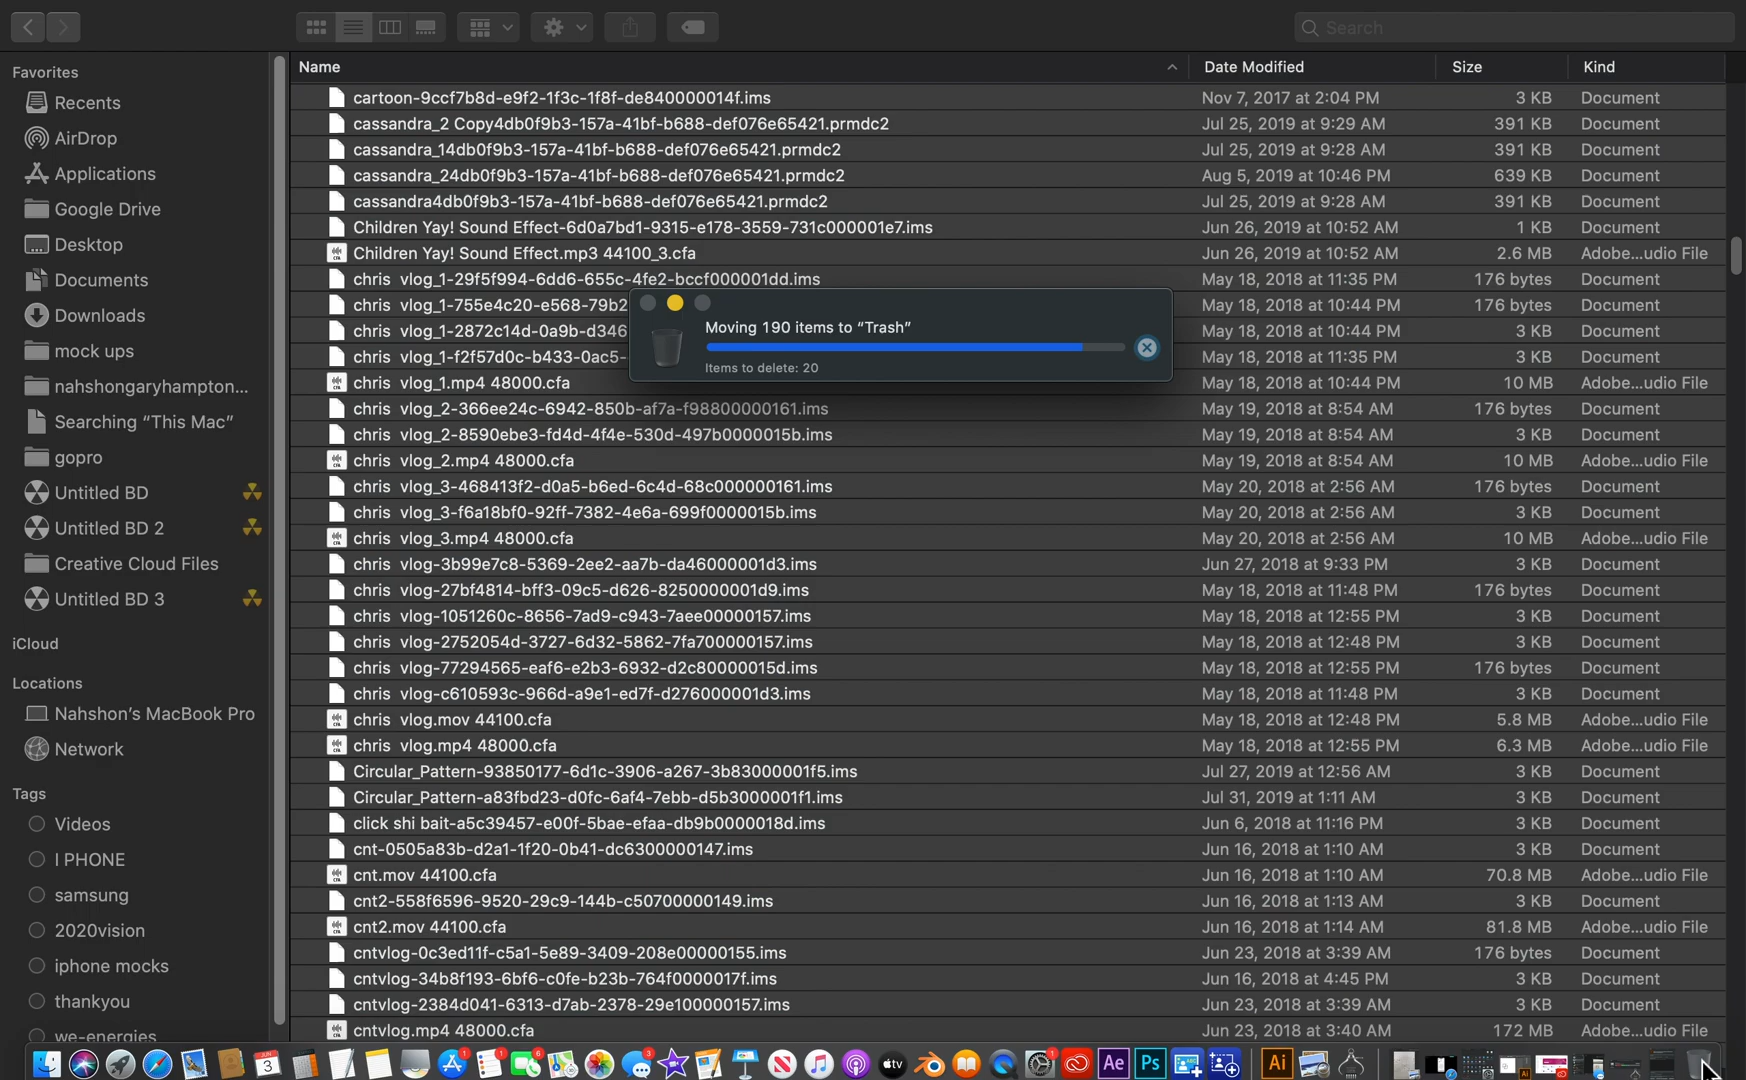 Search
Favorites
Recents
AirDrop
Applications
Google Drive
Desktop
Documents
Downloads
mock ups
nahshongaryhampton...
Searching “This Mac”
gopro
Untitled BD
Untitled BD 2
Creative Cloud Files
Untitled BD 3
iCloud
Locations
Nahshon's MacBook Pro
Network
Tags
Videos
I PHONE
samsung
2020vision
iphone mocks
thankyou
we-energies
Name Date Modified Size Kind
cartoon-9ccf7b8d-e9f2-1f3c-1f8f-de840000014f.ims Nov 7, 2017 at 2:04 PM 3 KB Document
cassandra_2 Copy4db0f9b3-157a-41bf-b688-def076e65421.prmdc2 Jul 25, 2019 at 9:29 AM 391 KB Document
cassandra_14db0f9b3-157a-41bf-b688-def076e65421.prmdc2 Jul 25, 2019 at 9:28 AM 391 KB Document
cassandra_24db0f9b3-157a-41bf-b688-def076e65421.prmdc2 Aug 5, 2019 at 10:46 PM 639 KB Document
cassandra4db0f9b3-157a-41bf-b688-def076e65421.prmdc2 Jul 25, 2019 at 9:28 AM 391 KB Document
Children Yay! Sound Effect-6d0a7bd1-9315-e178-3559-731c000001e7.ims Jun 26, 2019 at 10:52 AM 1 KB Document
Children Yay! Sound Effect.mp3 44100_3.cfa Jun 26, 2019 at 10:52 AM 2.6 MB Adobe...udio File
chris vlog_1-29f5f994-6dd6-655c-4fe2-bccf000001dd.ims May 18, 2018 at 11:35 PM 176 bytes Document
chris vlog_1-755e4c20-e568-79b2 May 18, 2018 at 10:44 PM 176 bytes Document
chris vlog_1-2872c14d-0a9b-d346 May 18, 2018 at 10:44 PM 3 KB Document
chris vlog_1-f2f57d0c-b433-0ac5- May 18, 2018 at 11:35 PM 3 KB Document
chris vlog_1.mp4 48000.cfa May 18, 2018 at 10:44 PM 10 MB Adobe...udio File
Moving 190 items to “Trash”
Items to delete: 20
chris vlog_2-366ee24c-6942-850b-af7a-f98800000161.ims May 19, 2018 at 8:54 AM 176 bytes Document
chris vlog_2-8590ebe3-fd4d-4f4e-530d-497b0000015b.ims May 19, 2018 at 8:54 AM 3 KB Document
chris vlog_2.mp4 48000.cfa May 19, 2018 at 8:54 AM 10 MB Adobe...udio File
chris vlog_3-468413f2-d0a5-b6ed-6c4d-68c000000161.ims May 20, 2018 at 2:56 AM 176 bytes Document
chris vlog_3-f6a18bf0-92ff-7382-4e6a-699f0000015b.ims May 20, 2018 at 2:56 AM 3 KB Document
chris vlog_3.mp4 48000.cfa May 20, 2018 at 2:56 AM 10 MB Adobe...udio File
chris vlog-3b99e7c8-5369-2ee2-aa7b-da46000001d3.ims Jun 27, 2018 at 9:33 PM 3 KB Document
chris vlog-27bf4814-bff3-09c5-d626-8250000001d9.ims May 18, 2018 at 11:48 PM 176 bytes Document
chris vlog-1051260c-8656-7ad9-c943-7aee00000157.ims May 18, 2018 at 12:55 PM 3 KB Document
chris vlog-2752054d-3727-6d32-5862-7fa700000157.ims May 18, 2018 at 12:48 PM 3 KB Document
chris vlog-77294565-eaf6-e2b3-6932-d2c80000015d.ims May 18, 2018 at 12:55 PM 176 bytes Document
chris vlog-c610593c-966d-a9e1-ed7f-d276000001d3.ims May 18, 2018 at 11:48 PM 3 KB Document
chris vlog.mov 44100.cfa May 18, 2018 at 12:48 PM 5.8 MB Adobe...udio File
chris vlog.mp4 48000.cfa May 18, 2018 at 12:55 PM 6.3 MB Adobe...udio File
Circular_Pattern-93850177-6d1c-3906-a267-3b83000001f5.ims Jul 27, 2019 at 12:56 AM 3 KB Document
Circular_Pattern-a83fbd23-d0fc-6af4-7ebb-d5b3000001f1.ims Jul 31, 2019 at 1:11 AM 3 KB Document
click shi bait-a5c39457-e00f-5bae-efaa-db9b0000018d.ims Jun 6, 2018 at 11:16 PM 3 KB Document
cnt-0505a83b-d2a1-1f20-0b41-dc6300000147.ims Jun 16, 2018 at 1:10 AM 3 KB Document
cnt.mov 44100.cfa Jun 16, 2018 at 1:10 AM 70.8 MB Adobe...udio File
cnt2-558f6596-9520-29c9-144b-c50700000149.ims Jun 16, 2018 at 1:13 AM 3 KB Document
cnt2.mov 44100.cfa Jun 16, 2018 at 1:14 AM 81.8 MB Adobe...udio File
cntvlog-0c3ed11f-c5a1-5e89-3409-208e00000155.ims Jun 23, 2018 at 3:39 AM 176 bytes Document
cntvlog-34b8f193-6bf6-c0fe-b23b-764f0000017f.ims Jun 16, 2018 at 4:45 PM 3 KB Document
cntvlog-2384d041-6313-d7ab-2378-29e100000157.ims Jun 23, 2018 at 3:39 AM 3 KB Document
cntvlog.mp4 48000.cfa Jun 23, 2018 at 3:40 AM 172 MB Adobe...udio File
JUN 3 1 1 6 3 tv 1 Ae Ps Ai